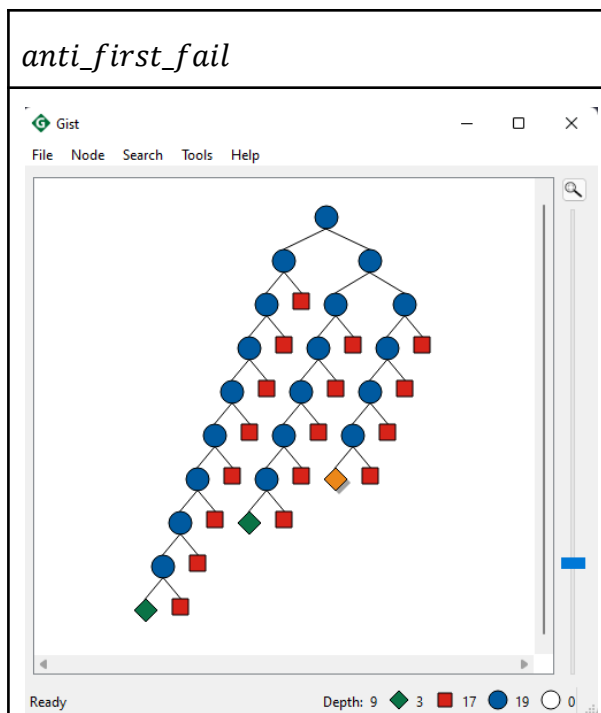 anti_first_fail
Gist
File Node Search Tools Help
Ready Depth: 9 3 17 19 0